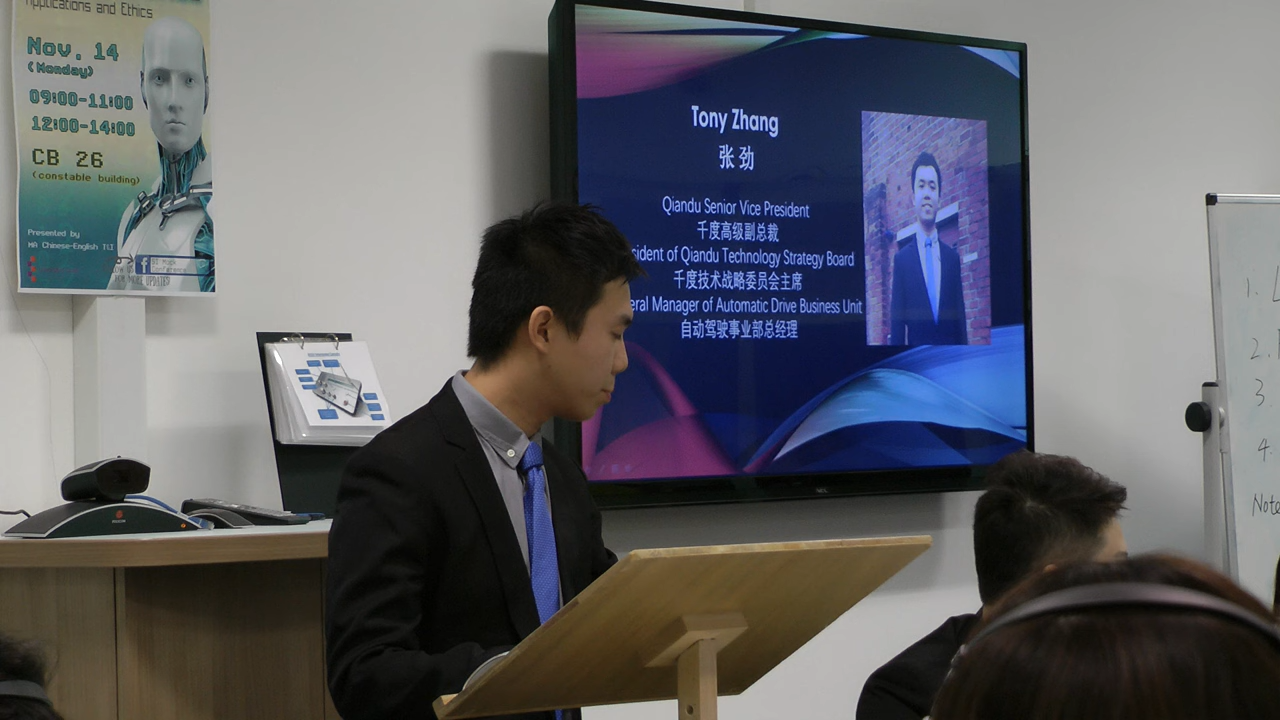 Applications and Ethics
Nov. 14
(Monday)
09:00-11:00
12:00-14:00
CB 26
(constable building)
Presented by
MA Chinese-English
Tony Zhang
张劲
Qiandu Senior Vice President
千度高级副总裁
sident of Qiandu Technology Strategy Board
千度技术战略委员会主席
eral Manager of Automatic Drive Business Unit
自动驾驶事业部总经理
NEC
1.
2.
3.
4.
Note